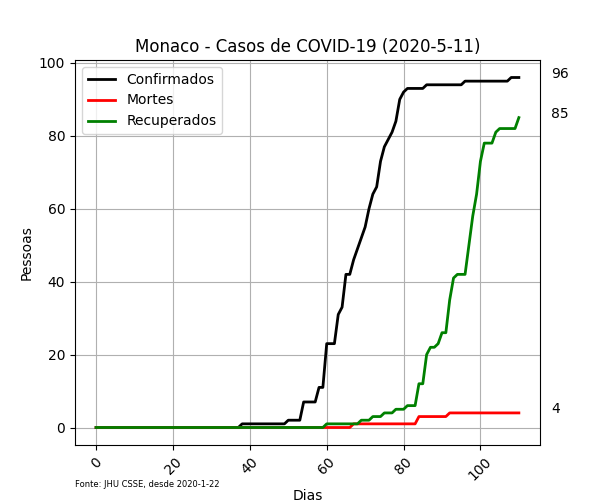 Monaco - Casos de COVID-19 (2020-5-11)
Confirmados
Mortes
Recuperados
96
85
4
100
80
60
40
20
0
Pessoas
0 20 40 60 80 100
Fonte: JHU CSSE, desde 2020-1-22
Dias